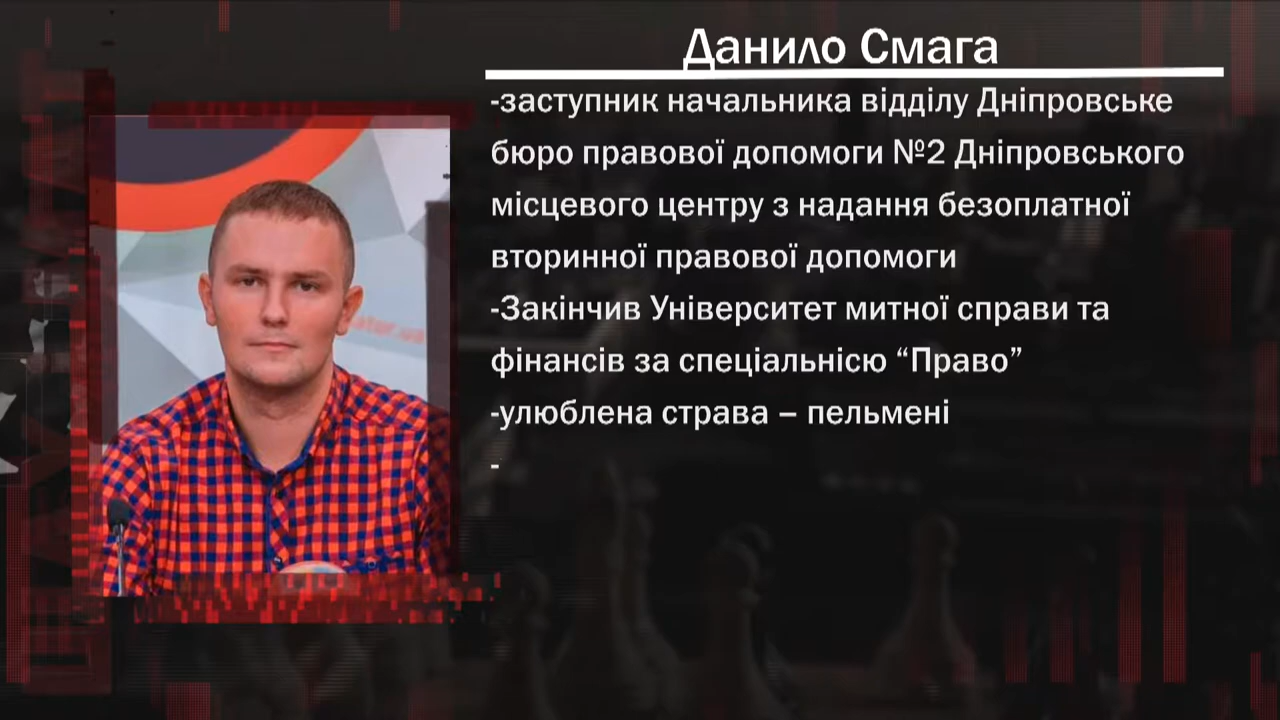 Данило Смага
-заступник начальника відділу Дніпровське
бюро правової допомоги №2 Дніпровського
місцевого центру з надання безоплатної
вторинної правової допомоги
-Закінчив Університет митної справи та
фінансів за спеціальнісю “Право”
-улюблена страва – пельмені
-